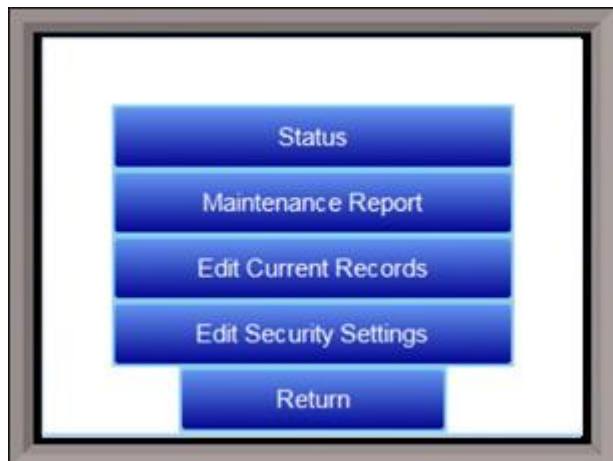 Status
Maintenance Report
Edit Current Records
Edit Security Settings
Return